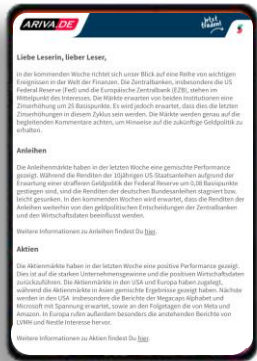 ARIVA.DE
Jetzt
traden!
Liebe Leserin, lieber Leser,
in der kommenden Woche richtet sich unser Blick auf eine Reihe von wichtigen
Ereignissen in der Welt der Finanzen. Die Zentralbanken, insbesondere die US
Federal Reserve (Fed) und die Europäische Zentralbank (EZB), stehen im
Mittelpunkt des Interesses. Die Märkte erwarten von beiden Institutionen eine
Zinserhöhung um 25 Basispunkte. Es wird jedoch erwartet, dass dies die letzten
Zinserhöhungen in diesem Zyklus sein werden. Die Märkte werden genau auf die
begleitenden Kommentare achten, um Hinweise auf die zukünftige Geldpolitik zu
erhalten.
Anleihen
Die Anleihenmärkte haben in der letzten Woche eine gemischte Performance
gezeigt. Während die Renditen der 10jährigen US-Staatsanleihen aufgrund der
Erwartung einer strafferen Geldpolitik der Federal Reserve um 0,08 Basispunkte
gestiegen sind, sind die Renditen der deutschen Bundesanleihen stagniert bzw.
leicht gesunken. In den kommenden Wochen wird erwartet, dass die Renditen der
Anleihen weiterhin von den geldpolitischen Entscheidungen der Zentralbanken
und den Wirtschaftsdaten beeinflusst werden.
Weitere Informationen zu Anleihen findest Du hier.
Aktien
Die Aktienmärkte haben in der letzten Woche eine positive Performance gezeigt.
Dies ist auf die starken Unternehmensgewinne und die positiven Wirtschaftsdaten
zurückzuführen. Die Aktienmärkte in den USA und Europa haben zugelegt,
während die Aktienmärkte in Asien gemischte Ergebnisse gezeigt haben. Nächste
werden in den USA insbesondere die Berichte der Megacaps Alphabet und
Microsoft mit Spannung erwartet, sowie an den Folgetagen die von Meta und
Amazon. In Europa rufen außerdem besonders die anstehenden Berichte von
LVMH und Nestle Interesse hervor.
Weitere Informationen zu Aktien findest Du hier.